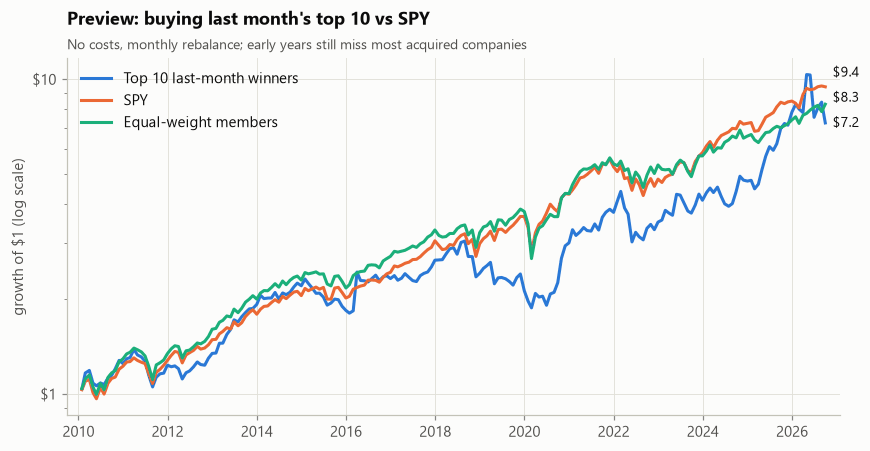 Preview: buying last month's top 10 vs SPY
No costs, monthly rebalance; early years still miss most acquired companies
growth of $1 (log scale)
$10
$1
Top 10 last-month winners
SPY
Equal-weight members
$9.4
$8.3
$7.2
2010 2012 2014 2016 2018 2020 2022 2024 2026